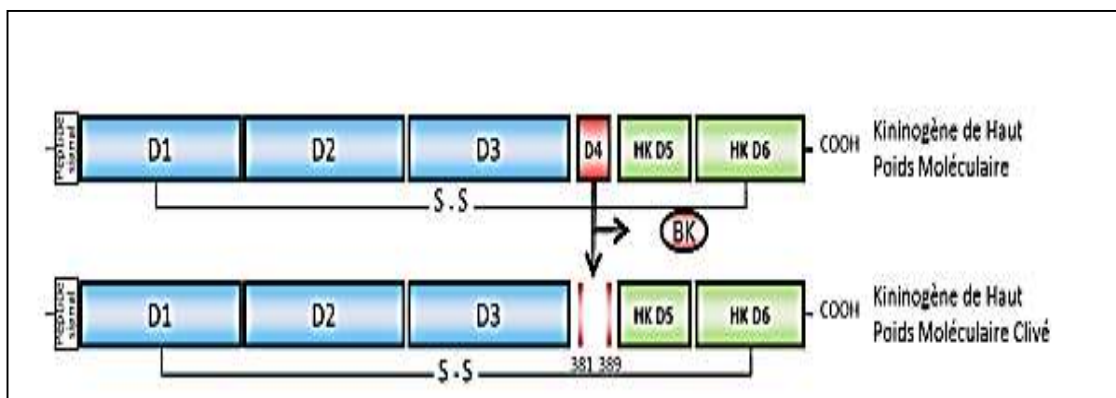 Peptide signal
D1 D2 D3 D4 HK D5 HK D6 COOH
Kininogène de Haut
Poids Moléculaire
S - S
BK
Peptide signal
D1 D2 D3 HK D5 HK D6 COOH
Kininogène de Haut
Poids Moléculaire Clivé
381 389
S - S